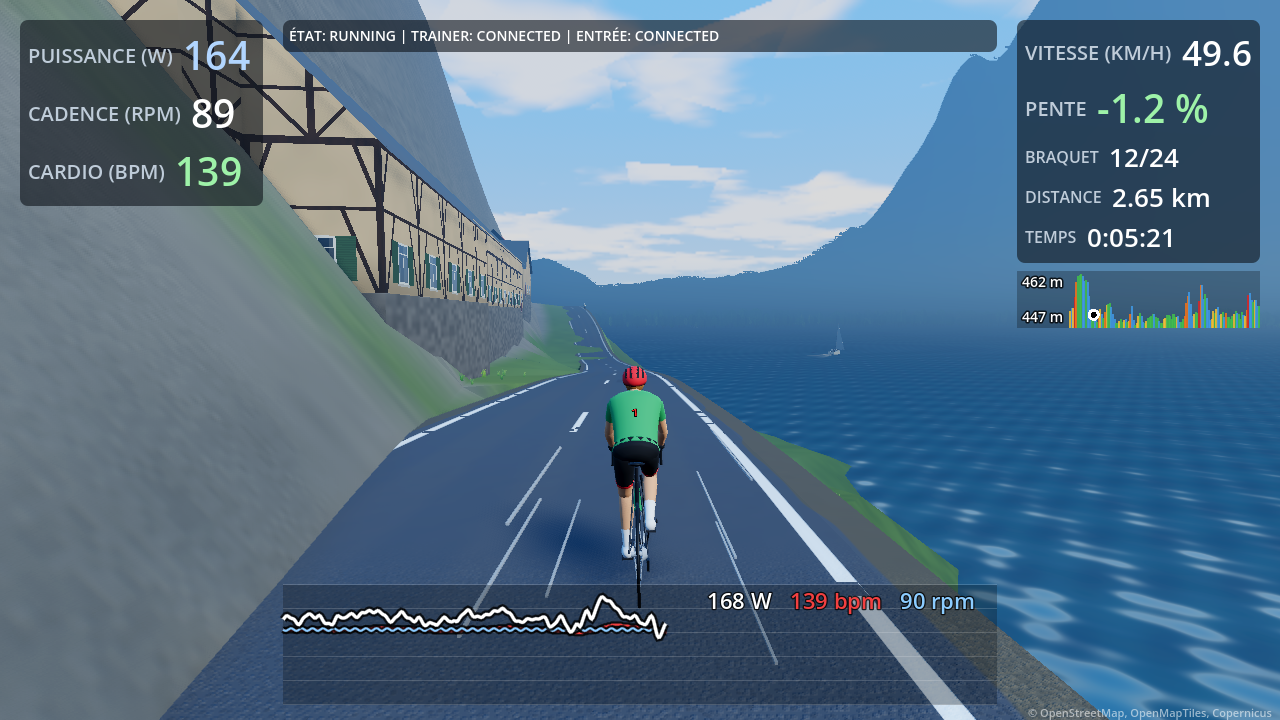 PUISSANCE (W) 164
CADENCE (RPM) 89
CARDIO (BPM) 139
ÉTAT: RUNNING | TRAINER: CONNECTED | ENTRÉE: CONNECTED
VITESSE (KM/H) 49.6
PENTE -1.2 %
BRAQUET 12/24
DISTANCE 2.65 km
TEMPS 0:05:21
462 m
447 m
1
168 W 139 bpm 90 rpm
© OpenStreetMap, OpenMapTiles, Copernicus